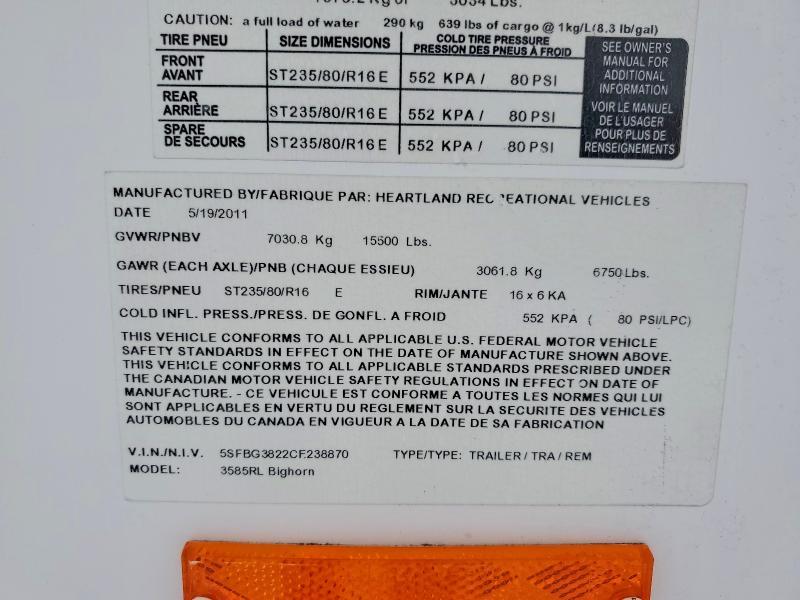 Lbs.
CAUTION: a full load of water 290 kg 639 lbs of cargo @ 1kg/L(8.3 lb/gal)
TIRE PNEU SIZE DIMENSIONS COLD TIRE PRESSURE
PRESSION DES PNEUS À FROID
FRONT
AVANT ST235/80/R16 E 552 KPA / 80 PSI
REAR
ARRIÈRE ST235/80/R16 E 552 KPA / 80 PSI
SPARE
DE SECOURS ST235/80/R16 E 552 KPA / 80 PSI
SEE OWNER'S
MANUAL FOR
ADDITIONAL
INFORMATION
VOIR LE MANUEL
DE L'USAGER
POUR PLUS DE
RENSEIGNEMENTS
MANUFACTURED BY/FABRIQUE PAR: HEARTLAND RECREATIONAL VEHICLES
DATE 5/19/2011
GVWR/PNBV 7030.8 Kg 15500 Lbs.
GAWR (EACH AXLE)/PNB (CHAQUE ESSIEU) 3061.8 Kg 6750 Lbs.
TIRES/PNEU ST235/80/R16 E RIM/JANTE 16 x 6 KA
COLD INFL. PRESS./PRESS. DE GONFL. A FROID 552 KPA ( 80 PSI/LPC)
THIS VEHICLE CONFORMS TO ALL APPLICABLE U.S. FEDERAL MOTOR VEHICLE
SAFETY STANDARDS IN EFFECT ON THE DATE OF MANUFACTURE SHOWN ABOVE.
THIS VEHICLE CONFORMS TO ALL APPLICABLE STANDARDS PRESCRIBED UNDER
THE CANADIAN MOTOR VEHICLE SAFETY REGULATIONS IN EFFECT ON DATE OF
MANUFACTURE. - CE VEHICULE EST CONFORME A TOUTES LES NORMES QUI LUI
SONT APPLICABLES EN VERTU DU REGLEMENT SUR LA SECURITE DES VEHICLES
AUTOMOBILES DU CANADA EN VIGUEUR A LA DATE DE SA FABRICATION
V.I.N./N.I.V. 5SFBG3822CF238870 TYPE/TYPE: TRAILER / TRA / REM
MODEL: 3585RL Bighorn